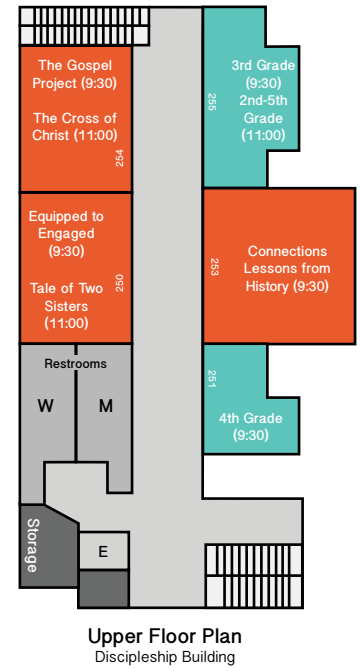 The Gospel
Project (9:30)
The Cross of
Christ (11:00)
254
3rd Grade
(9:30)
2nd-5th
Grade
(11:00)
255
Equipped to
Engaged
(9:30)
Tale of Two
Sisters
(11:00)
250
Connections
Lessons from
History (9:30)
253
Restrooms
W
M
251
4th Grade
(9:30)
Storage
E
Upper Floor Plan
Discipleship Building